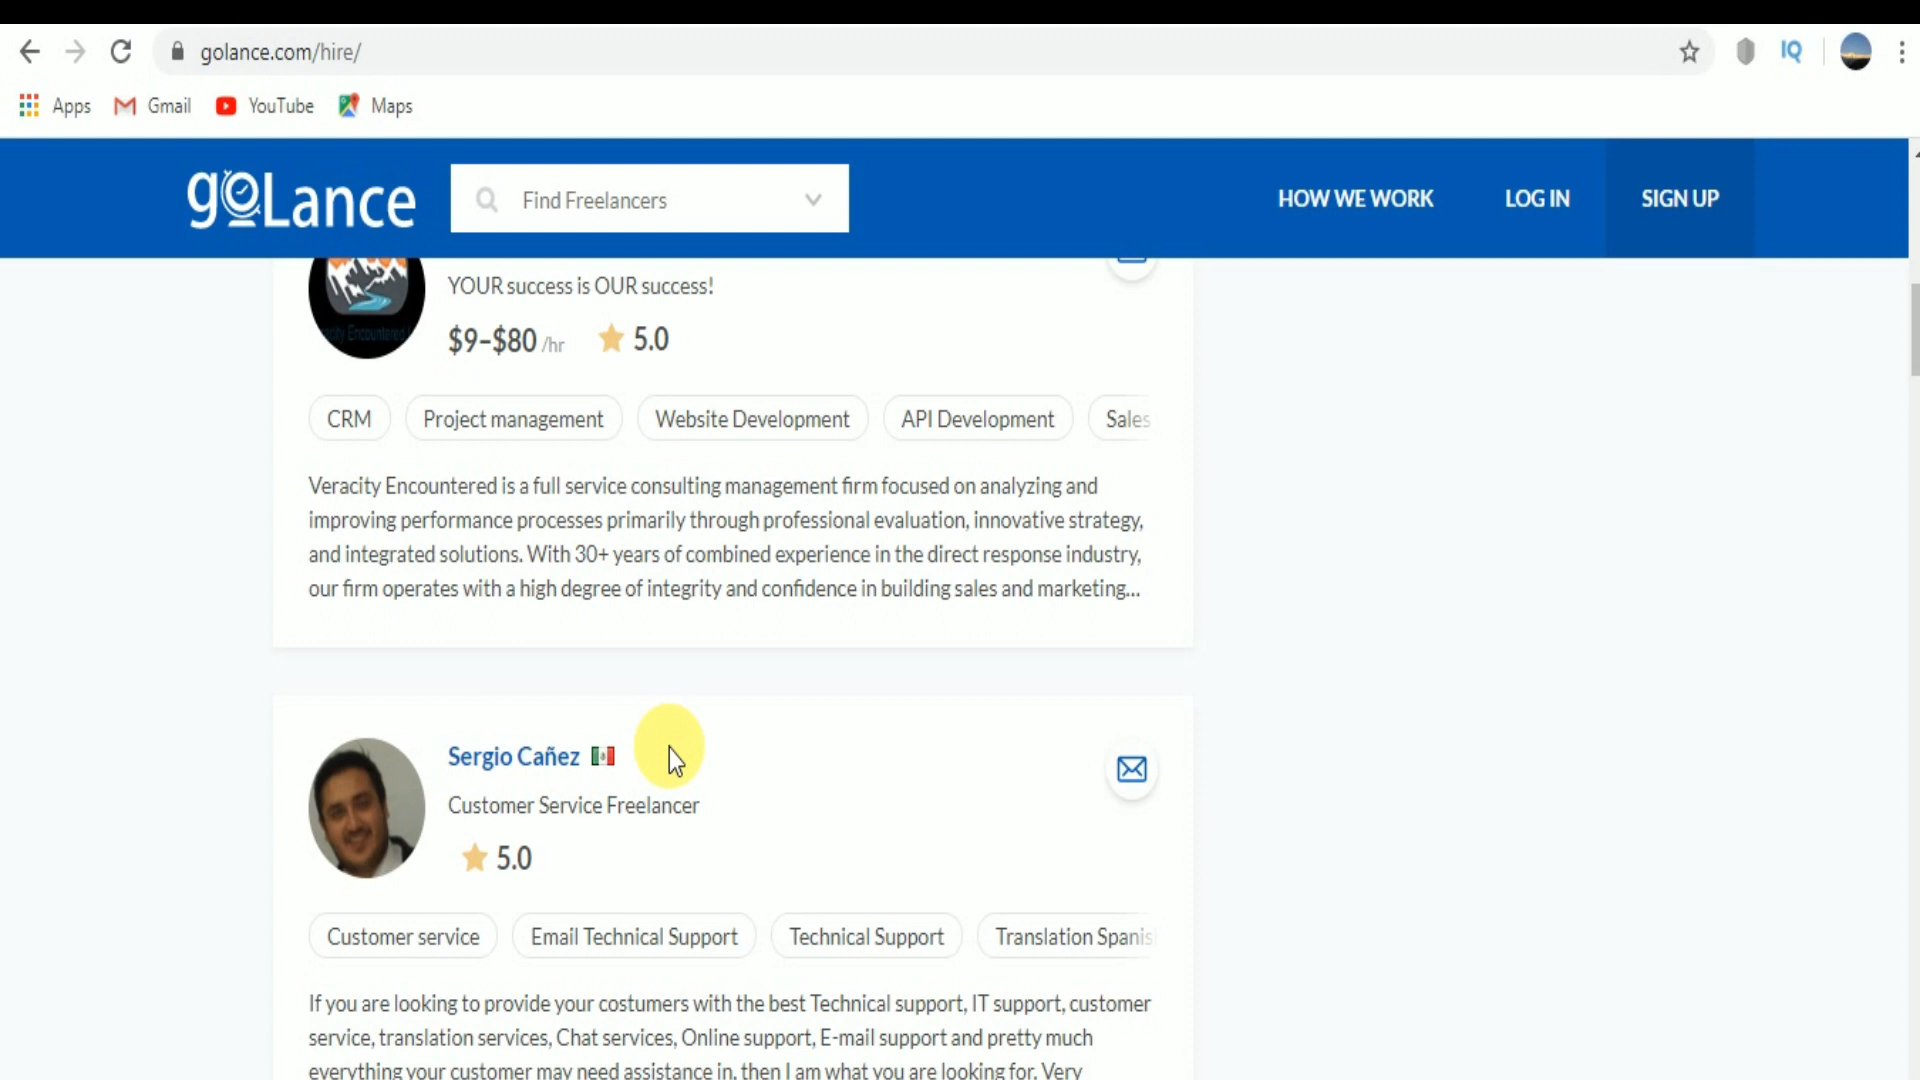 golance.com/hire/
IQ
Apps Gmail YouTube Maps
goLance
Find Freelancers
HOW WE WORK
LOG IN
SIGN UP
YOUR success is OUR success!
$9–$80 /hr 5.0
CRM Project management Website Development API Development Sales
Veracity Encountered is a full service consulting management firm focused on analyzing and
improving performance processes primarily through professional evaluation, innovative strategy,
and integrated solutions. With 30+ years of combined experience in the direct response industry,
our firm operates with a high degree of integrity and confidence in building sales and marketing...
Sergio Cañez
Customer Service Freelancer
5.0
Customer service Email Technical Support Technical Support Translation Spanis
If you are looking to provide your costumers with the best Technical support, IT support, customer
service, translation services, Chat services, Online support, E-mail support and pretty much
everything your customer may need assistance in, then I am what you are looking for. Very